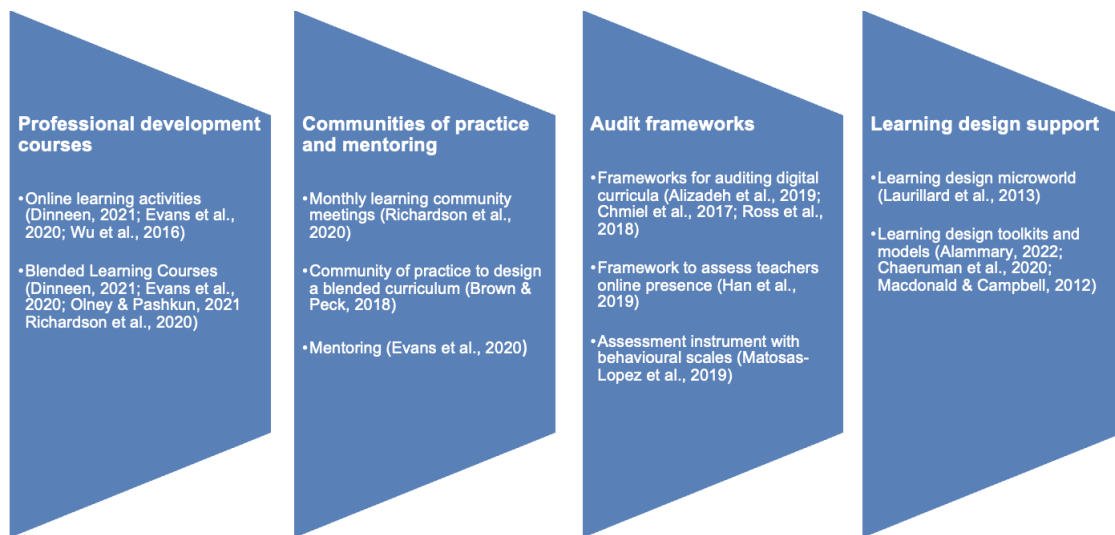 Professional development
courses
•Online learning activities
(Dinneen, 2021; Evans et al.,
2020; Wu et al., 2016)
•Blended Learning Courses
(Dinneen, 2021; Evans et al.,
2020; Olney & Pashkun, 2021
Richardson et al., 2020)
Communities of practice
and mentoring
•Monthly learning community
meetings (Richardson et al.,
2020)
•Community of practice to design
a blended curriculum (Brown &
Peck, 2018)
•Mentoring (Evans et al., 2020)
Audit frameworks
•Frameworks for auditing digital
curricula (Alizadeh et al., 2019;
Chmiel et al., 2017; Ross et al.,
2018)
•Framework to assess teachers
online presence (Han et al.,
2019)
•Assessment instrument with
behavioural scales (Matosas-
Lopez et al., 2019)
Learning design support
•Learning design microworld
(Laurillard et al., 2013)
•Learning design toolkits and
models (Alammary, 2022;
Chaeruman et al., 2020;
Macdonald & Campbell, 2012)